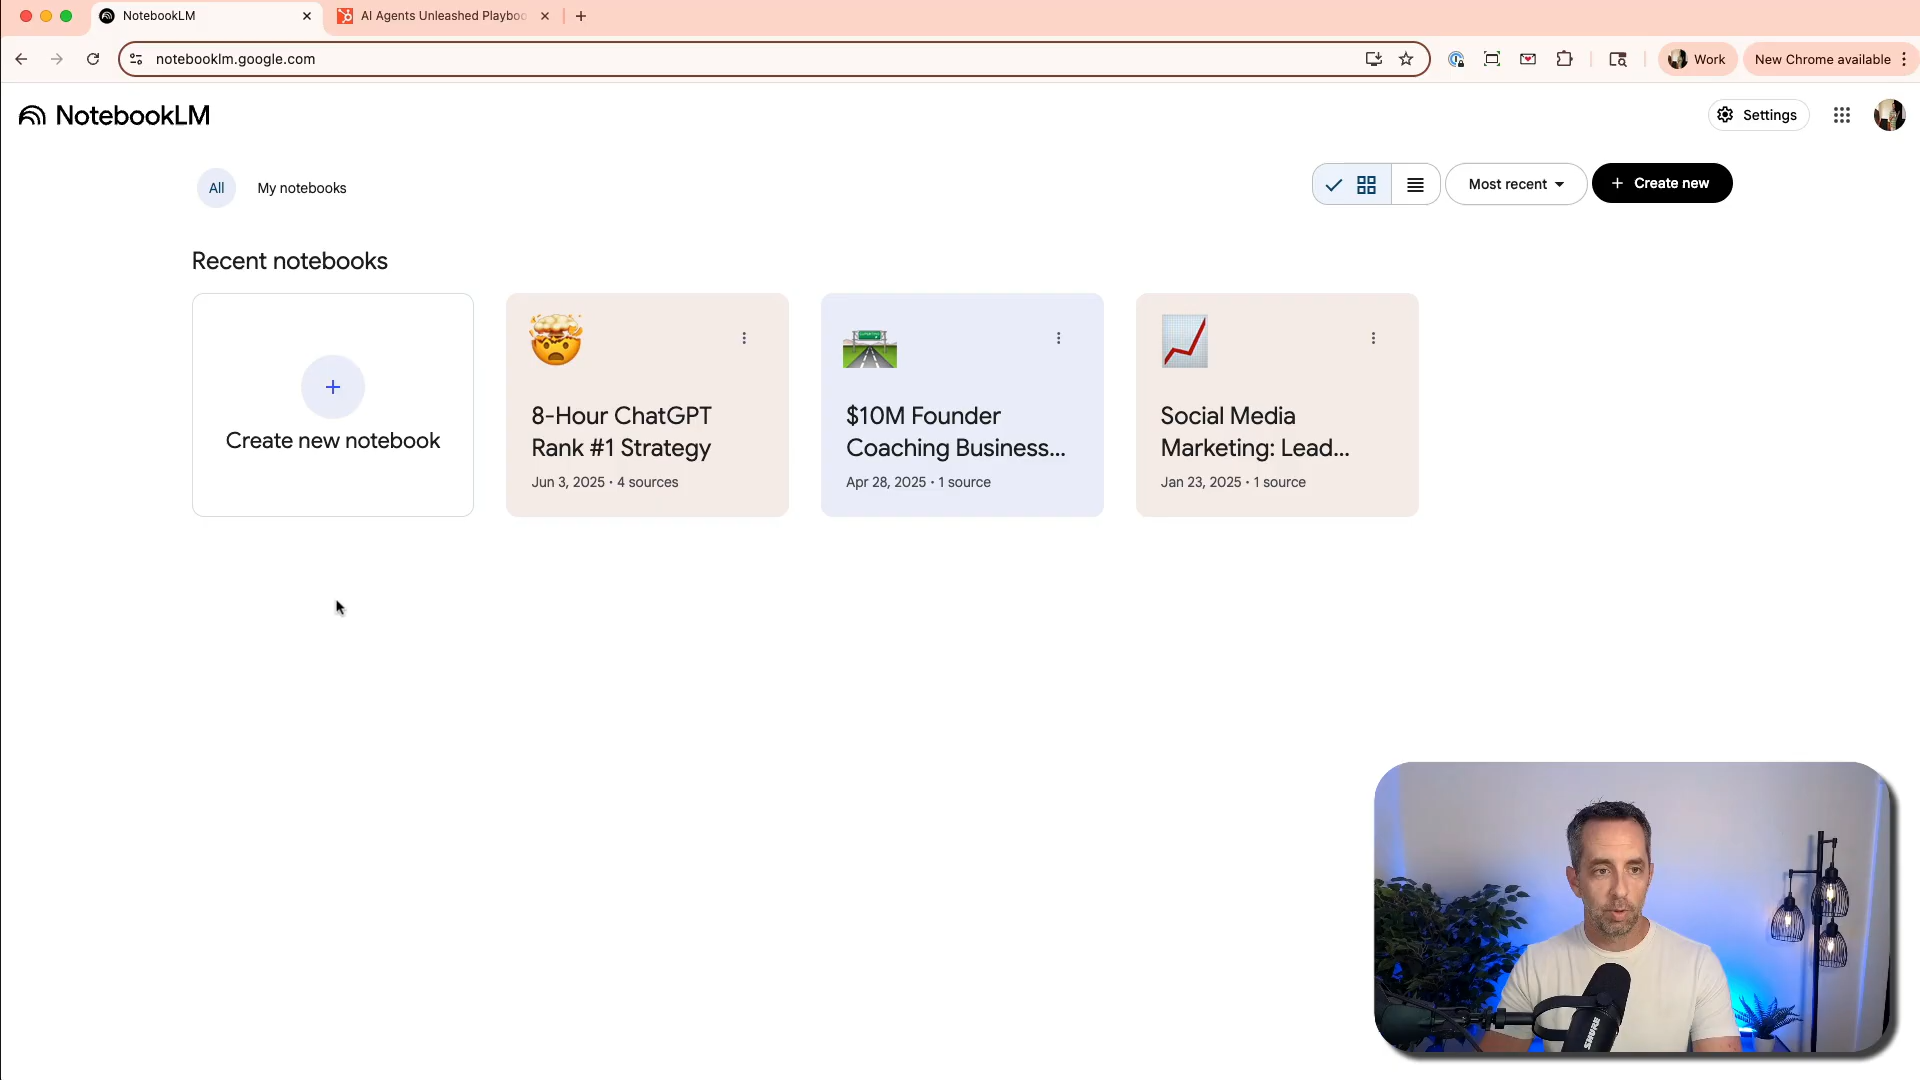 NotebookLM
AI Agents Unleashed Playboo
notebooklm.google.com
Work
New Chrome available
NotebookLM
Settings
All
My notebooks
Most recent
Create new
Recent notebooks
Create new notebook
8-Hour ChatGPT
Rank #1 Strategy
Jun 3, 2025 • 4 sources
$10M Founder
Coaching Business...
Apr 28, 2025 • 1 source
Social Media
Marketing: Lead...
Jan 23, 2025 • 1 source
SHURE